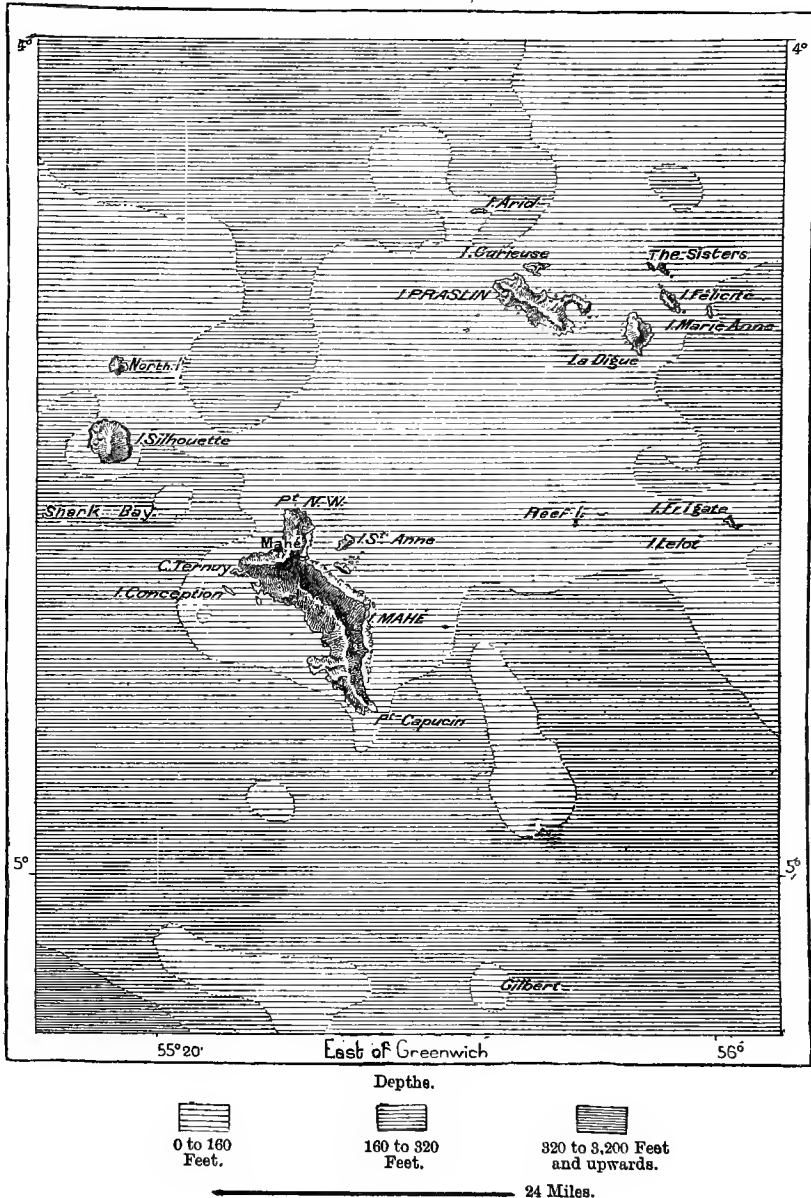 4°
4°
I. Arid
I. Curieuse
The Sisters
I. PRASLIN
I. Félicité
I. Marie Anne
La Digue
North I.
I. Silhouette
Pt. N.W.
Shark Bay
Reef I.
I. Frigate
Mahé
I. St. Anne
I. Lelot
C. Ternuy
I. Conception
I. MAHÉ
Pt. Capucin
5°
5°
Gilbert
55°20'
East of Greenwich
56°
Depths.
0 to 160
Feet.
160 to 320
Feet.
320 to 3,200 Feet
and upwards.
24 Miles.